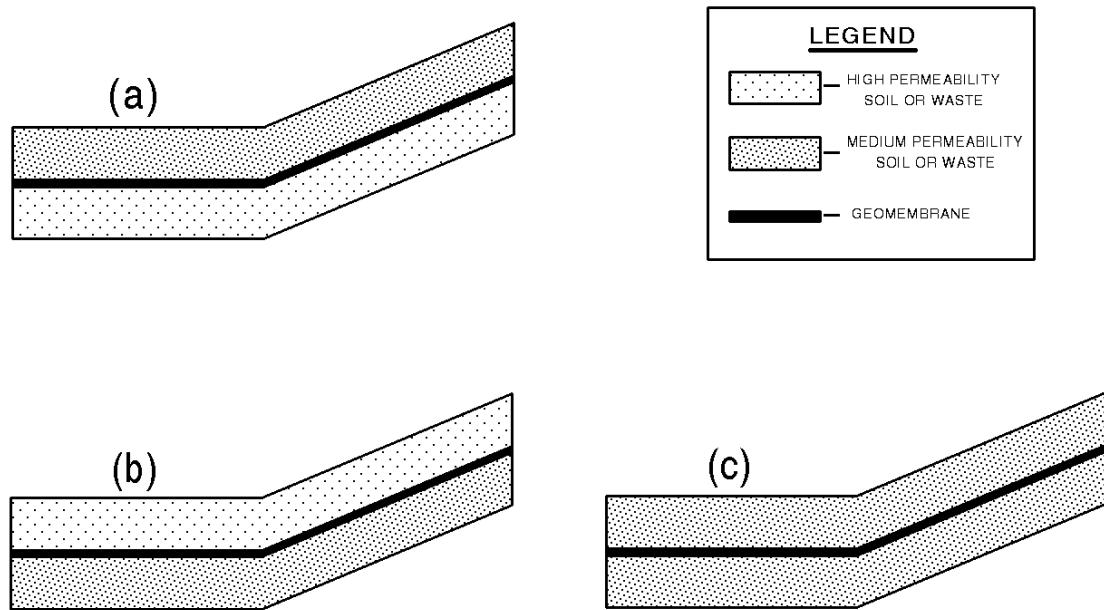 (a)
LEGEND
HIGH PERMEABILITY
SOIL OR WASTE
MEDIUM PERMEABILITY
SOIL OR WASTE
GEOMEMBRANE
(b)
(c)